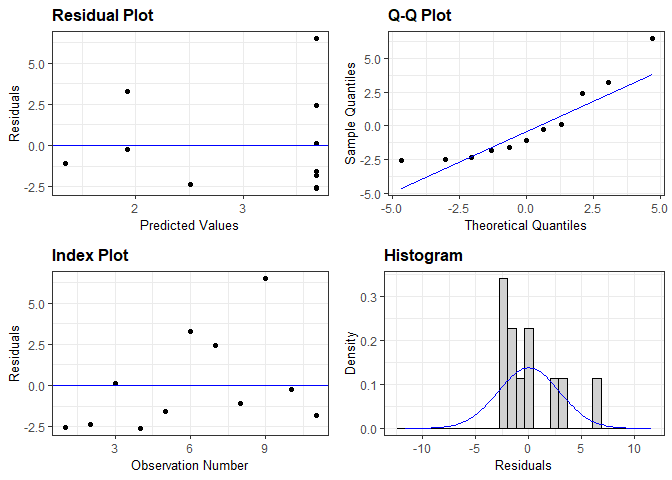 Residual Plot
5.0
2.5
0.0
-2.5
2
3
Residuals
Predicted Values
Q-Q Plot
5.0
2.5
0.0
-2.5
-5.0
-5.0
-2.5
0.0
2.5
5.0
Sample Quantiles
Theoretical Quantiles
Index Plot
5.0
2.5
0.0
-2.5
3
6
9
Residuals
Observation Number
Histogram
0.3
0.2
0.1
0.0
-10
-5
0
5
10
Density
Residuals